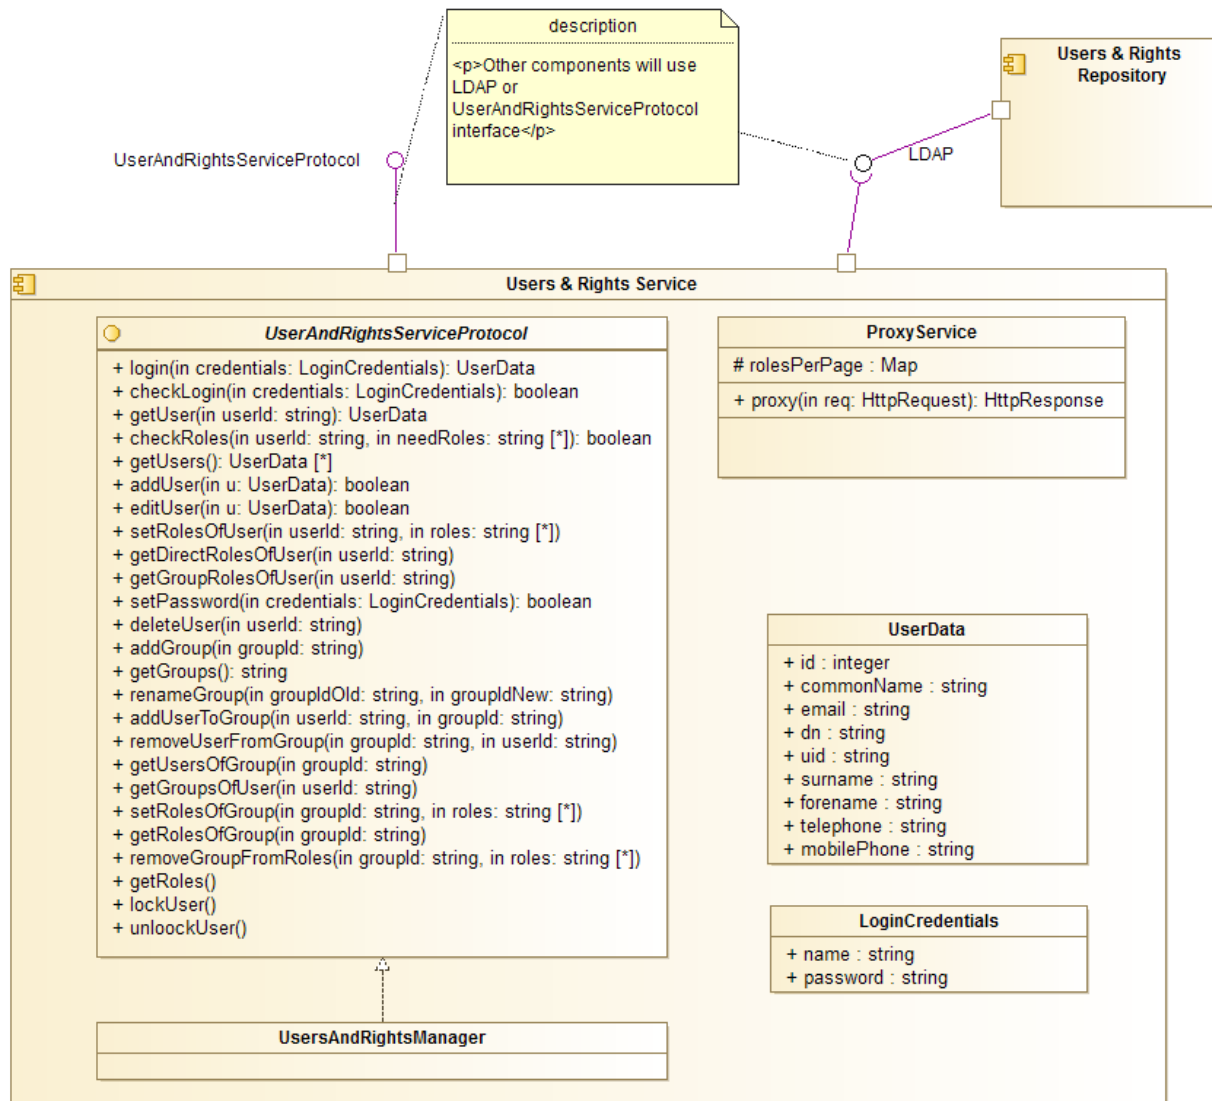 description
<p>Other components will use
LDAP or
UserAndRightsServiceProtocol
interface</p>
Users & Rights
Repository
UserAndRightsServiceProtocol
LDAP
Users & Rights Service
UserAndRightsServiceProtocol
+ login(in credentials: LoginCredentials): UserData
+ checkLogin(in credentials: LoginCredentials): boolean
+ getUser(in userId: string): UserData
+ checkRoles(in userId: string, in needRoles: string [*]): boolean
+ getUsers(): UserData [*]
+ addUser(in u: UserData): boolean
+ editUser(in u: UserData): boolean
+ setRolesOfUser(in userId: string, in roles: string [*])
+ getDirectRolesOfUser(in userId: string)
+ getGroupRolesOfUser(in userId: string)
+ setPassword(in credentials: LoginCredentials): boolean
+ deleteUser(in userId: string)
+ addGroup(in groupId: string)
+ getGroups(): string
+ renameGroup(in groupIdOld: string, in groupIdNew: string)
+ addUserToGroup(in userId: string, in groupId: string)
+ removeUserFromGroup(in groupId: string, in userId: string)
+ getUsersOfGroup(in groupId: string)
+ getGroupsOfUser(in userId: string)
+ setRolesOfGroup(in groupId: string, in roles: string [*])
+ getRolesOfGroup(in groupId: string)
+ removeGroupFromRoles(in groupId: string, in roles: string [*])
+ getRoles()
+ lockUser()
+ unloockUser()
UsersAndRightsManager
ProxyService
# rolesPerPage : Map
+ proxy(in req: HttpRequest): HttpResponse
UserData
+ id : integer
+ commonName : string
+ email : string
+ dn : string
+ uid : string
+ surname : string
+ forename : string
+ telephone : string
+ mobilePhone : string
LoginCredentials
+ name : string
+ password : string